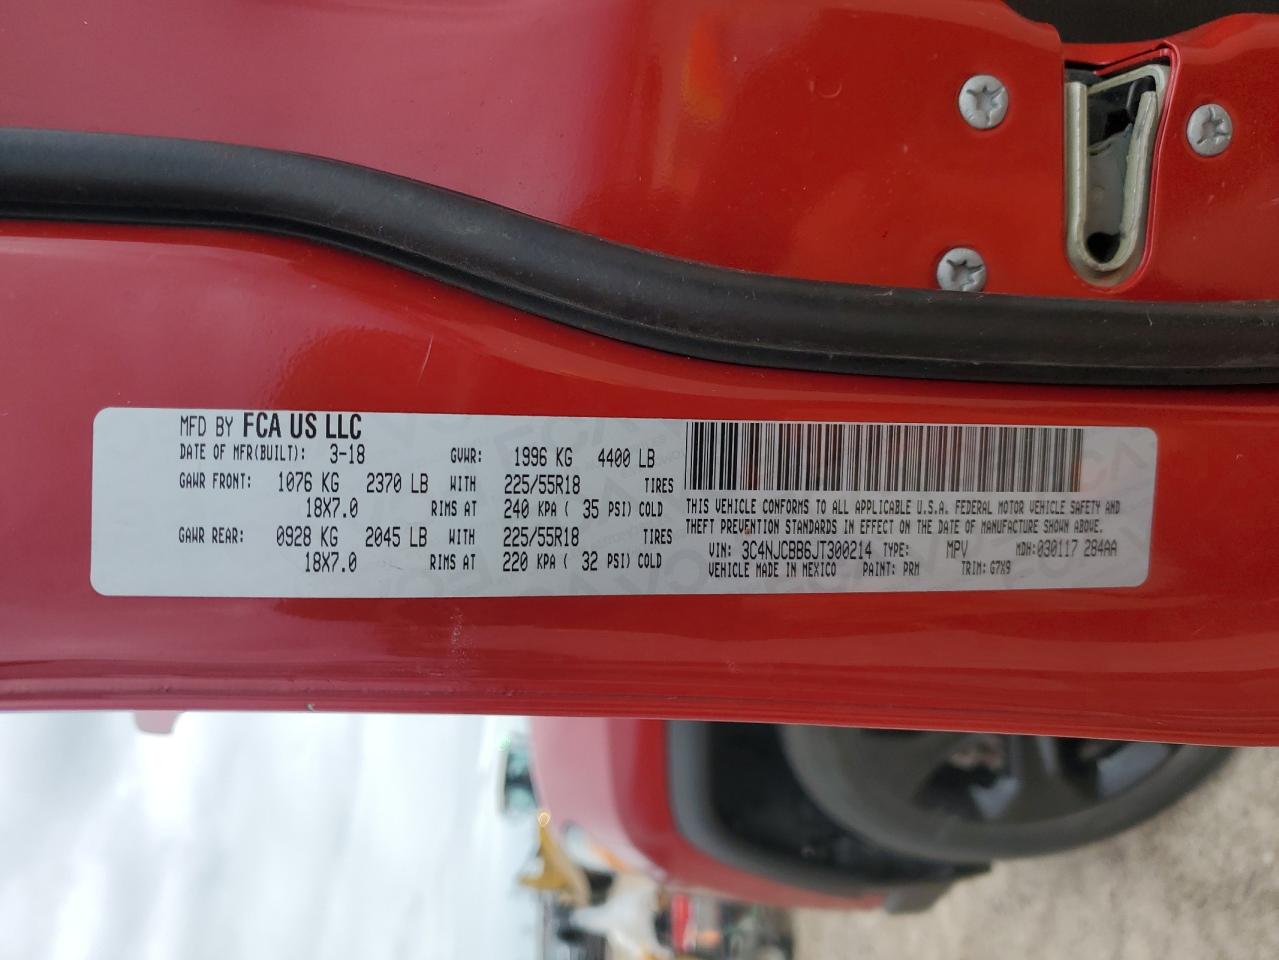 MFD BY FCA US LLC
DATE OF MFR(BUILT): 3-18 GVWR: 1996 KG 4400 LB
GAWR FRONT: 1076 KG 2370 LB WITH 225/55R18 TIRES
18X7.0 RIMS AT 240 KPA ( 35 PSI) COLD
GAWR REAR: 0928 KG 2045 LB WITH 225/55R18 TIRES
18X7.0 RIMS AT 220 KPA ( 32 PSI) COLD
THIS VEHICLE CONFORMS TO ALL APPLICABLE U.S.A. FEDERAL MOTOR VEHICLE SAFETY AND
THEFT PREVENTION STANDARDS IN EFFECT ON THE DATE OF MANUFACTURE SHOWN ABOVE.
VIN: 3C4NJCBB6JT300214 TYPE: MPV MDH:030117 284AA
VEHICLE MADE IN MEXICO PAINT: PRM TRIM: G7X9